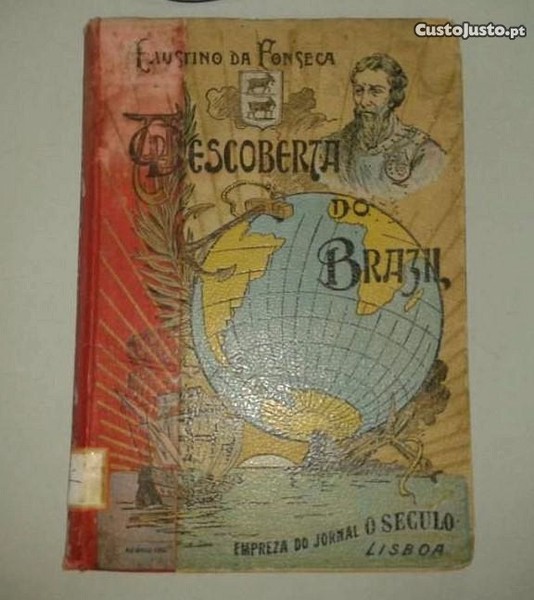 CustoJusto.pt
FAUSTINO DA FONSECA
A DESCOBERTA
DO
BRAZIL
EMPREZA DO JORNAL O SECULO
LISBOA